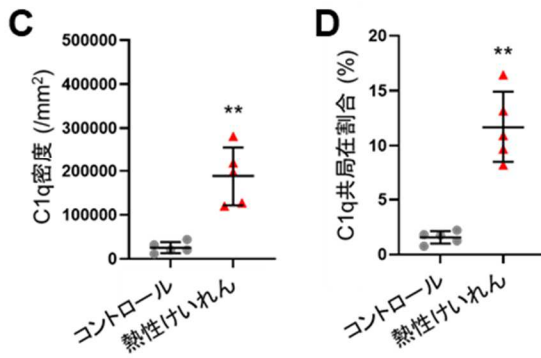 C
C1q密度 (/mm²)
500000
400000
300000
200000
100000
0
**
コントロール
熱性けいれん
D
C1q共局在割合 (%)
20
15
10
5
0
**
コントロール
熱性けいれん